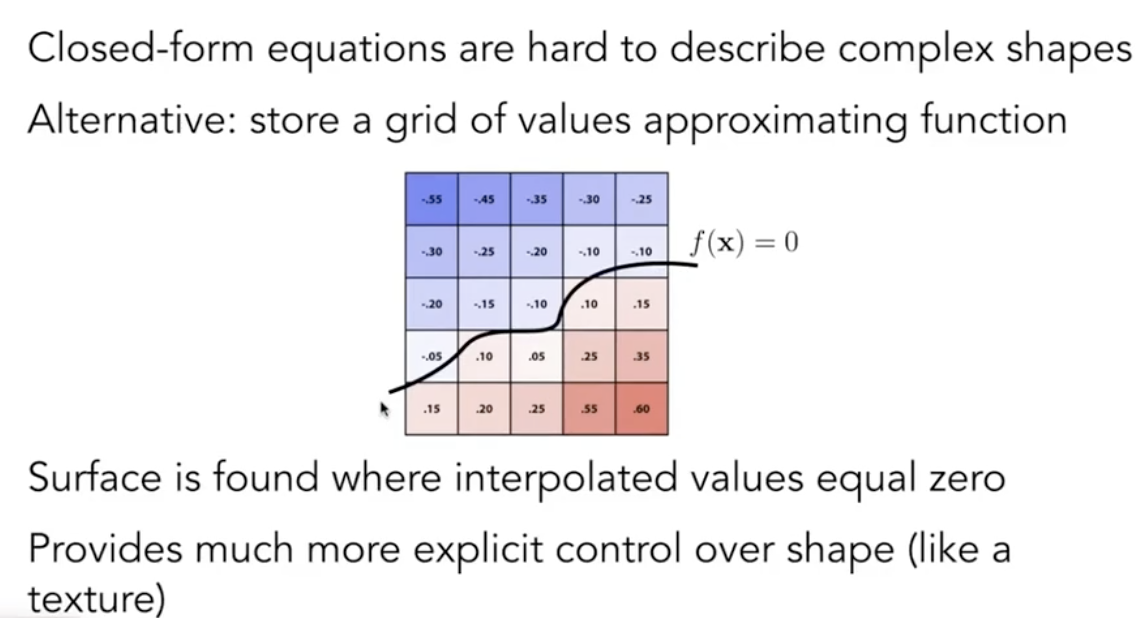 Closed-form equations are hard to describe complex shapes
Alternative: store a grid of values approximating function
-.55 -.45 -.35 -.30 -.25
-.30 -.25 -.20 -.10 -.10
f(x) = 0
-.20 -.15 -.10 .10 .15
-.05 .10 .05 .25 .35
.15 .20 .25 .55 .60
Surface is found where interpolated values equal zero
Provides much more explicit control over shape (like a
texture)